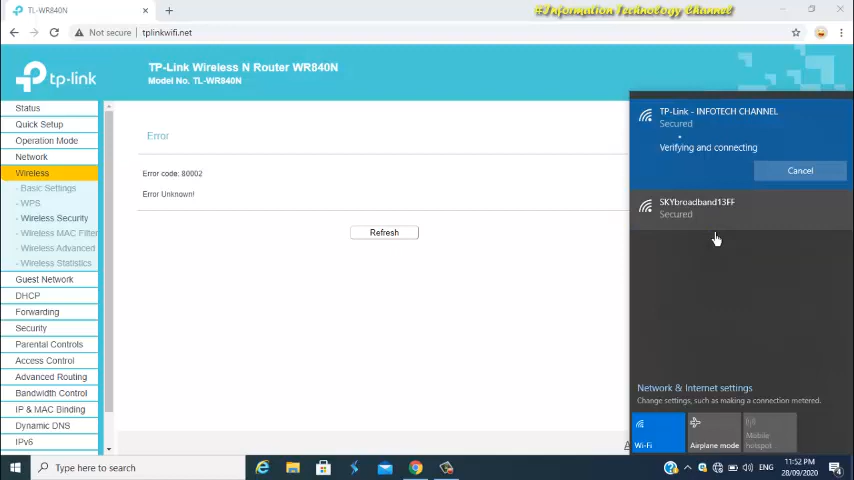 #Information Technology Channel
TL-WR840N
Not secure
tplinkwifi.net
tp-link
TP-Link Wireless N Router WR840N
Model No. TL-WR840N
Status
Quick Setup
Operation Mode
Network
Wireless
- Basic Settings
- WPS
- Wireless Security
- Wireless MAC Filter
- Wireless Advanced
- Wireless Statistics
Guest Network
DHCP
Forwarding
Security
Parental Controls
Access Control
Advanced Routing
Bandwidth Control
IP & MAC Binding
Dynamic DNS
IPv6
Error
Error code: 80002
Error Unknown!
Refresh
TP-Link - INFOTECH CHANNEL
Secured
Verifying and connecting
Cancel
SKYbroadband13FF
Secured
Network & Internet settings
Change settings, such as making a connection metered.
Wi-Fi
Airplane mode
Mobile
hotspot
Type here to search
ENG
11:52 PM
28/09/2020
4